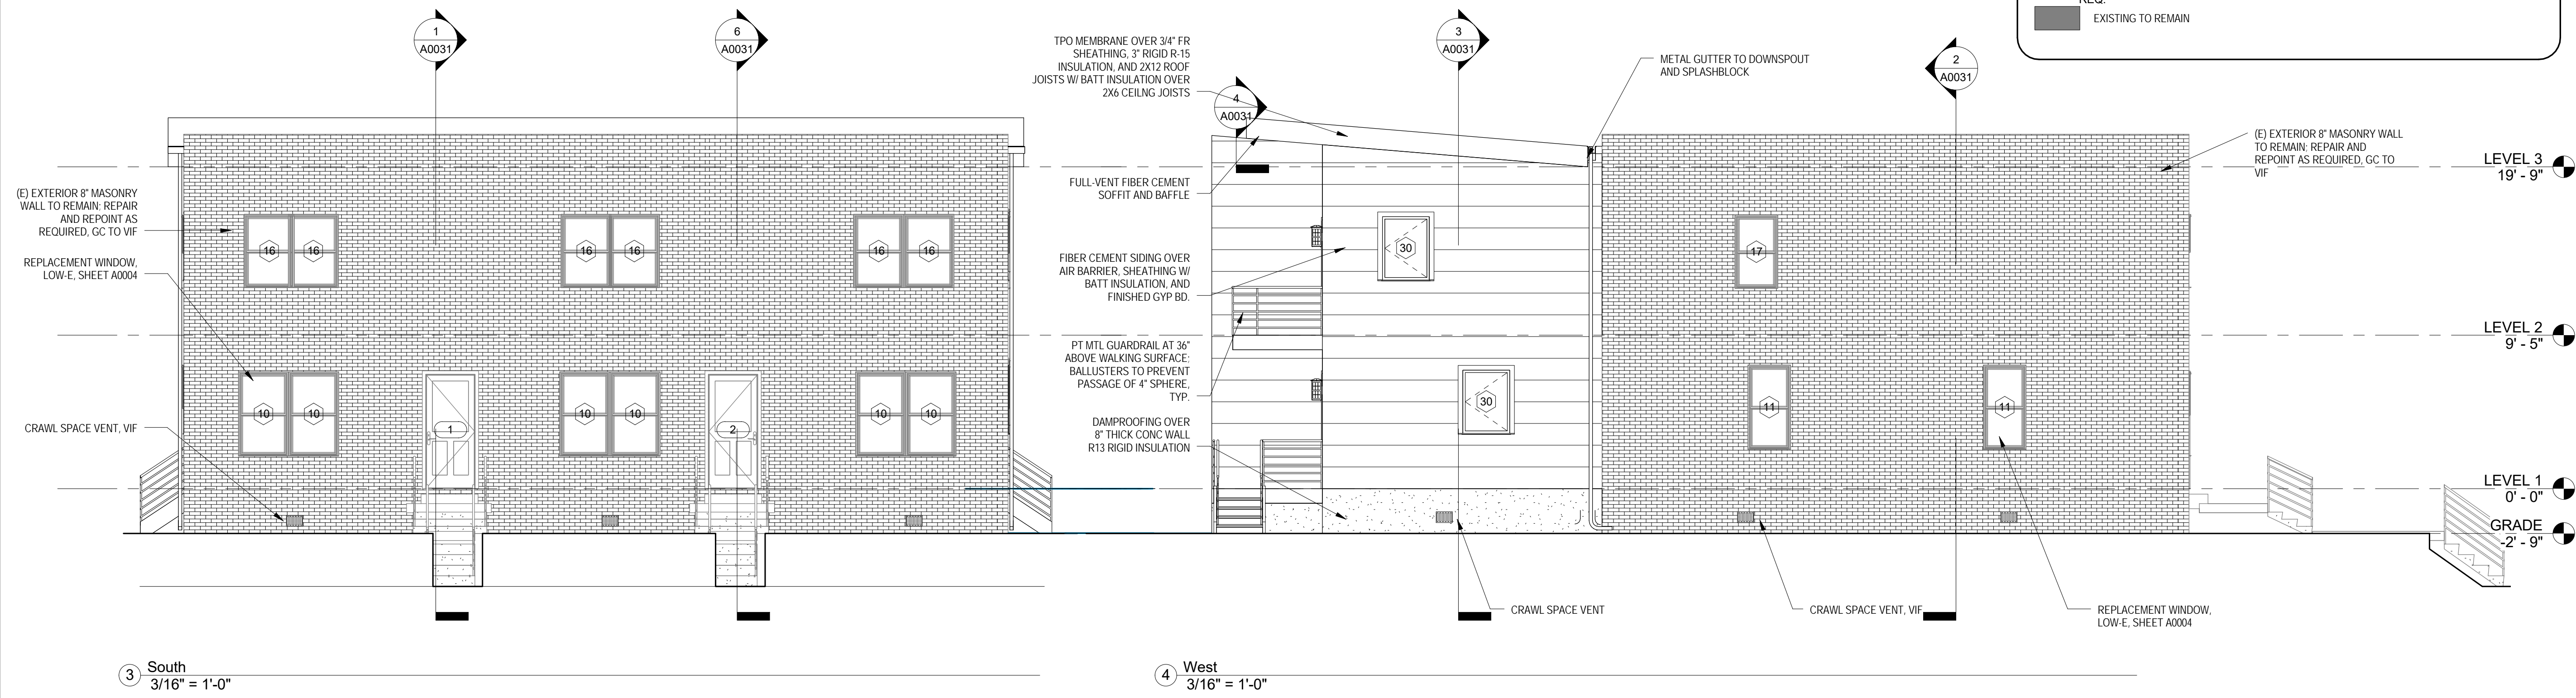 REQ.
EXISTING TO REMAIN
1
A0031
6
A0031
3
A0031
2
A0031
4
A0031
TPO MEMBRANE OVER 3/4" FR
SHEATHING, 3" RIGID R-15
INSULATION, AND 2X12 ROOF
JOISTS W/ BATT INSULATION OVER
2X6 CEILNG JOISTS
METAL GUTTER TO DOWNSPOUT
AND SPLASHBLOCK
(E) EXTERIOR 8" MASONRY WALL
TO REMAIN; REPAIR AND
REPOINT AS REQUIRED, GC TO
VIF
LEVEL 3
19' - 9"
(E) EXTERIOR 8" MASONRY
WALL TO REMAIN; REPAIR
AND REPOINT AS
REQUIRED, GC TO VIF
FULL-VENT FIBER CEMENT
SOFFIT AND BAFFLE
16
16
16
16
16
16
30
17
REPLACEMENT WINDOW,
LOW-E, SHEET A0004
FIBER CEMENT SIDING OVER
AIR BARRIER, SHEATHING W/
BATT INSULATION, AND
FINISHED GYP BD.
LEVEL 2
9' - 5"
PT MTL GUARDRAIL AT 36"
ABOVE WALKING SURFACE;
BALLUSTERS TO PREVENT
PASSAGE OF 4" SPHERE,
TYP.
10
10
10
10
10
10
1
2
30
11
11
CRAWL SPACE VENT, VIF
DAMPROOFING OVER
8" THICK CONC WALL
R13 RIGID INSULATION
LEVEL 1
0' - 0"
GRADE
-2' - 9"
CRAWL SPACE VENT
CRAWL SPACE VENT, VIF
REPLACEMENT WINDOW,
LOW-E, SHEET A0004
3
South
3/16" = 1'-0"
4
West
3/16" = 1'-0"